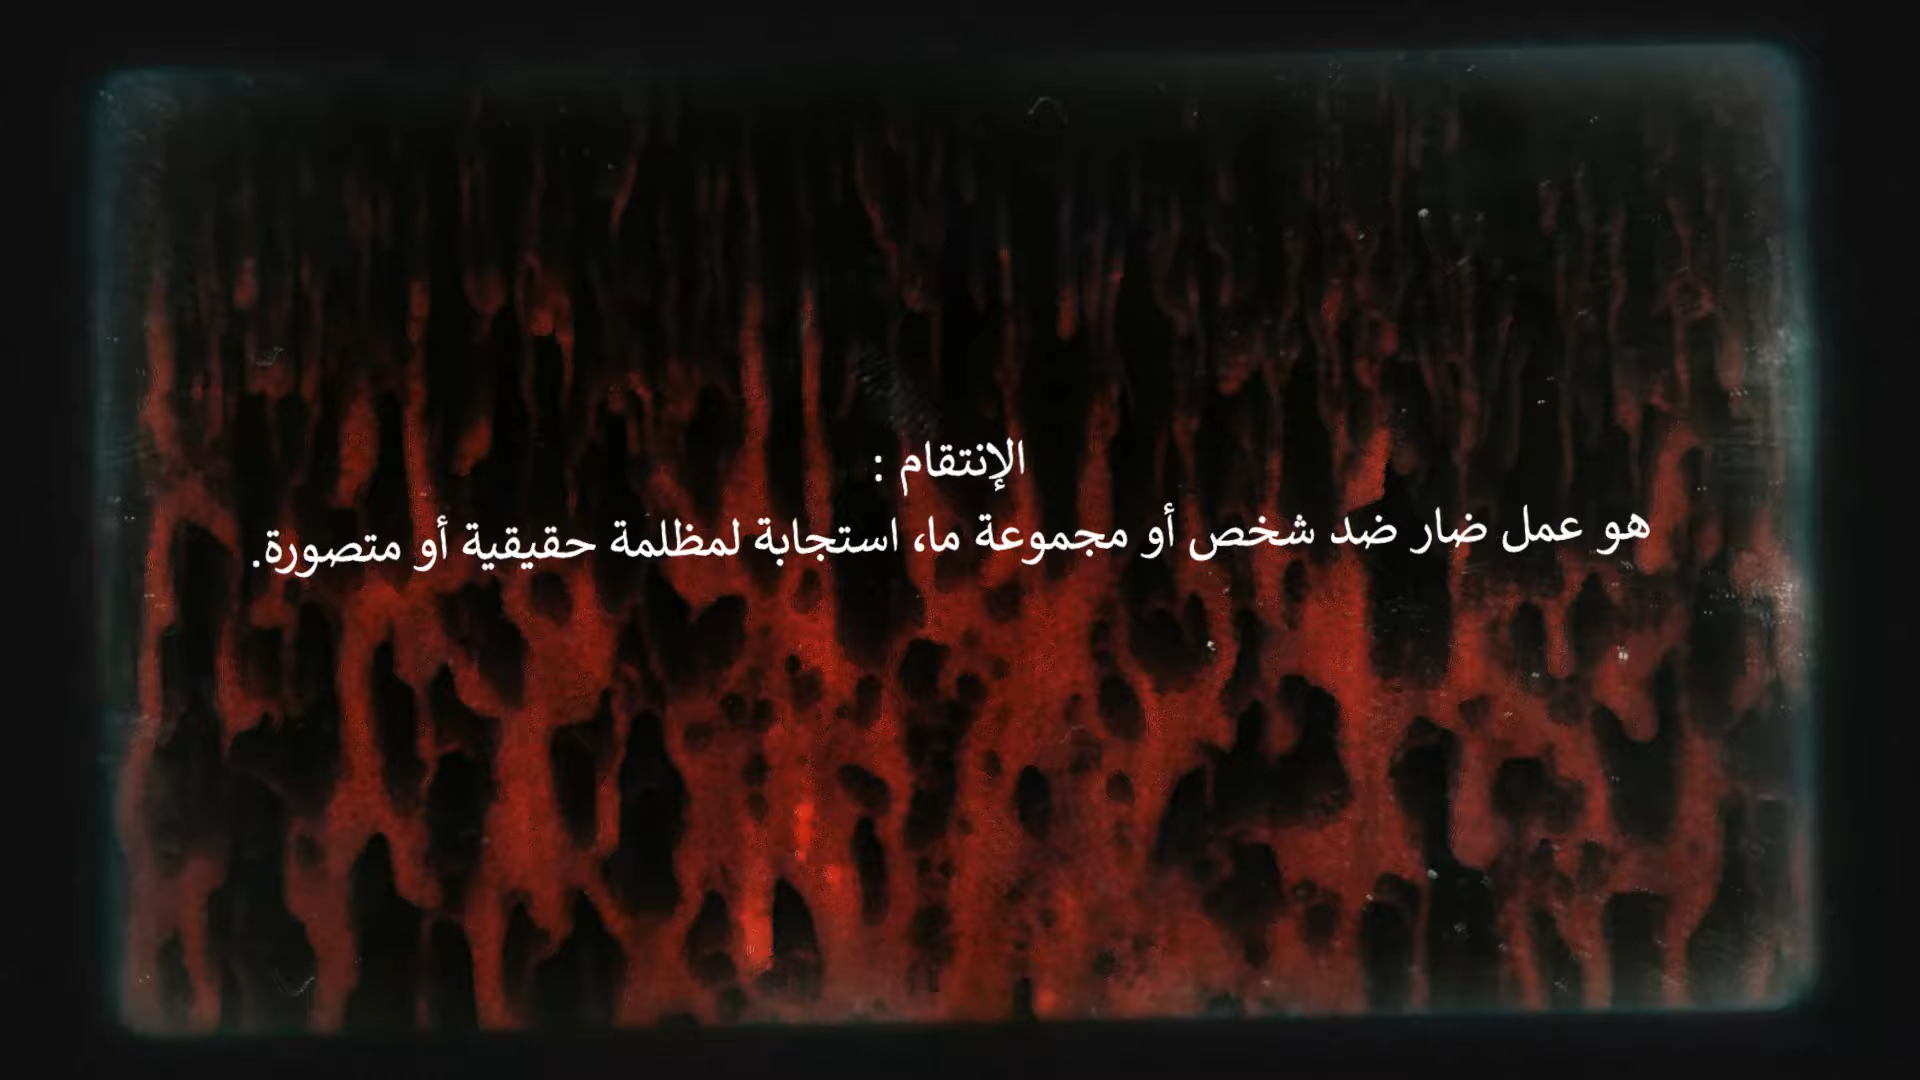 الإنتقام :
هو عمل ضار ضد شخص أو مجموعة ما، استجابة لمظلمة حقيقية أو متصورة.